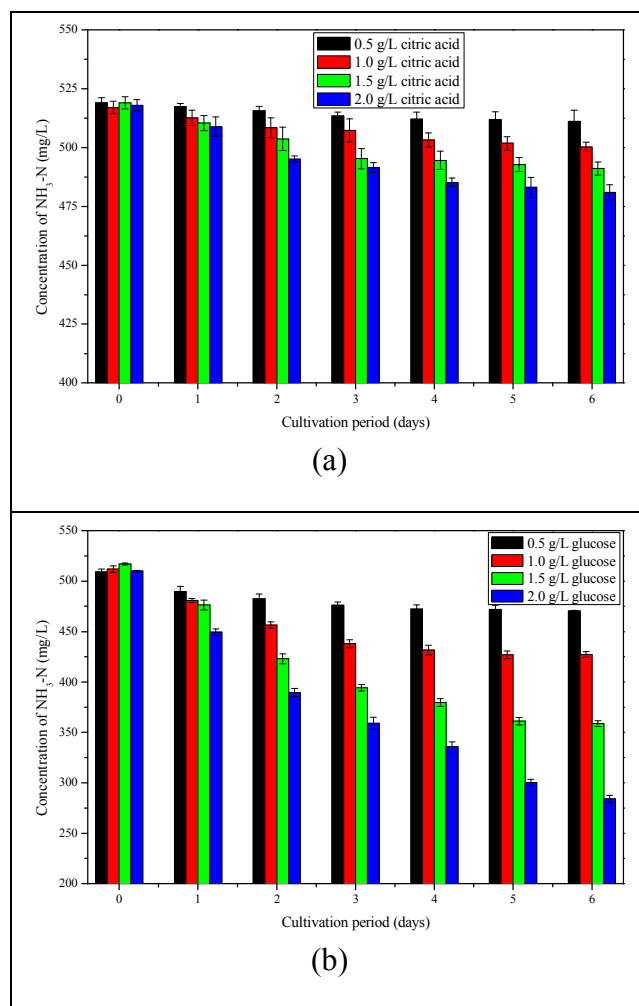 550
525
500
475
450
425
400
Concentration of NH3-N (mg/L)
0.5 g/L citric acid
1.0 g/L citric acid
1.5 g/L citric acid
2.0 g/L citric acid
0 1 2 3 4 5 6
Cultivation period (days)
(a)
550
500
450
400
350
300
250
200
Concentration of NH3-N (mg/L)
0.5 g/L glucose
1.0 g/L glucose
1.5 g/L glucose
2.0 g/L glucose
0 1 2 3 4 5 6
Cultivation period (days)
(b)